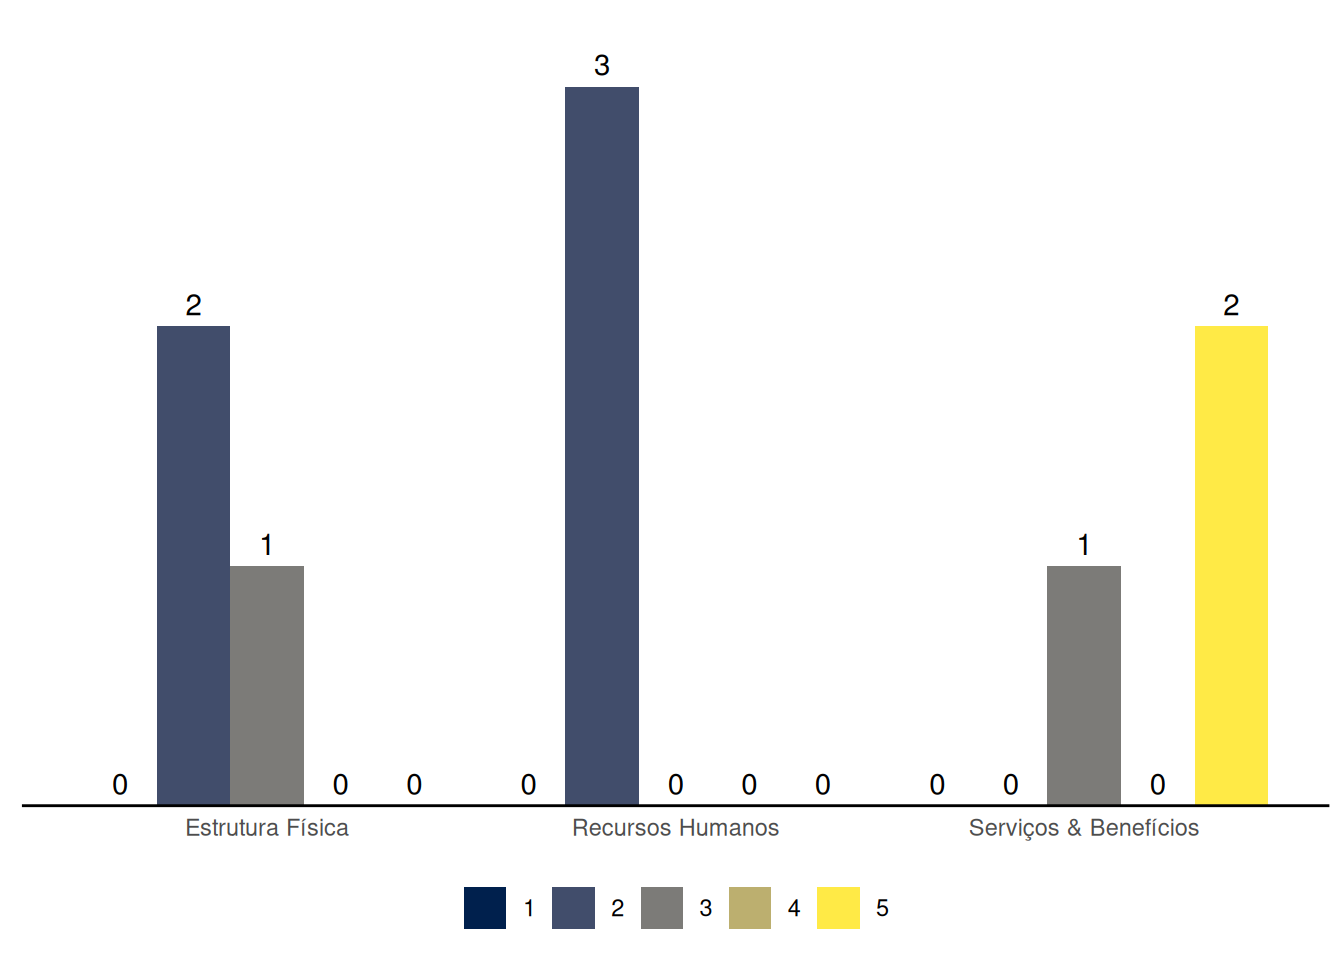 3
2 2
1 1
0 0 0 0 0 0 0 0 0 0
Estrutura Física Recursos Humanos Serviços & Benefícios
1 2 3 4 5